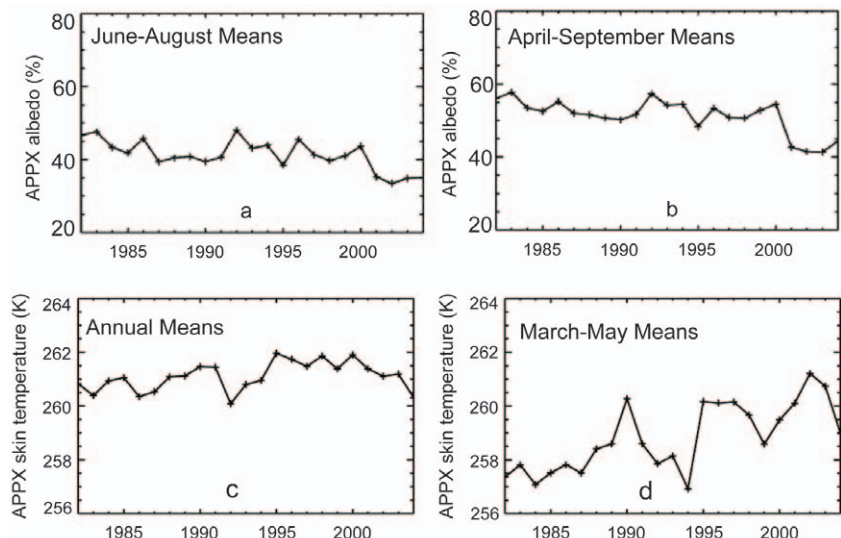 June-August Means
APPX albedo (%)
80
60
40
20
1985 1990 1995 2000
a
April-September Means
APPX albedo (%)
80
60
40
20
1985 1990 1995 2000
b
Annual Means
APPX skin temperature (K)
264
262
260
258
256
1985 1990 1995 2000
c
March-May Means
APPX skin temperature (K)
264
262
260
257
256
1985 1990 1995 2000
d